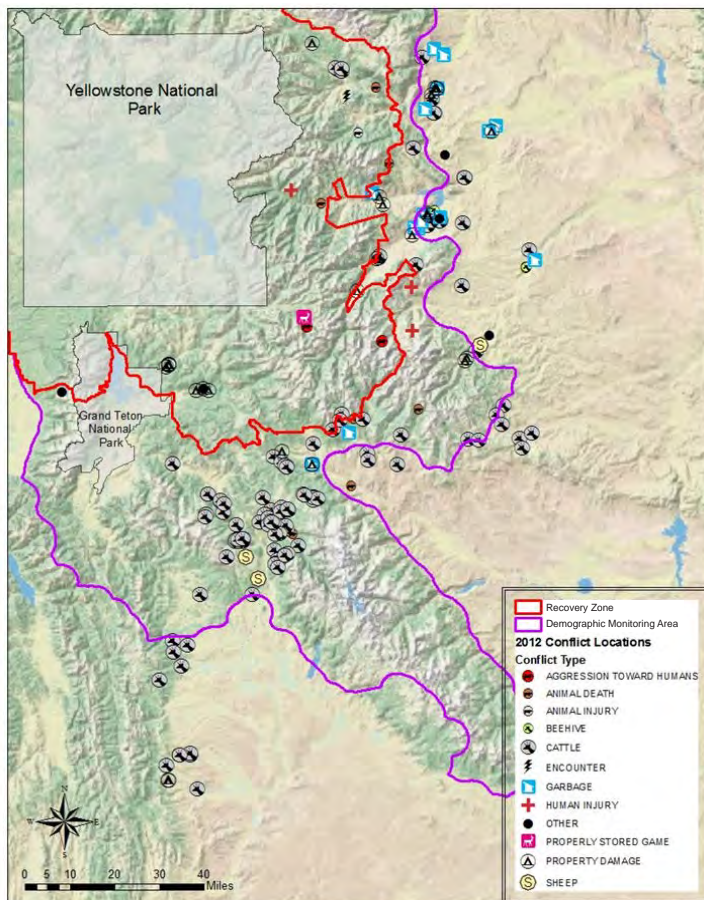 Yellowstone National
Park
Grand Teton
National
Park
S
S
S
Recovery Zone
Demographic Monitoring Area
2012 Conflict Locations
Conflict Type
AGGRESSION TOWARD HUMANS
ANIMAL DEATH
ANIMAL INJURY
BEEHIVE
CATTLE
ENCOUNTER
GARBAGE
HUMAN INJURY
OTHER
PROPERLY STORED GAME
PROPERTY DAMAGE
S SHEEP
N
W E
S
0 5 10 20 30 40
Miles